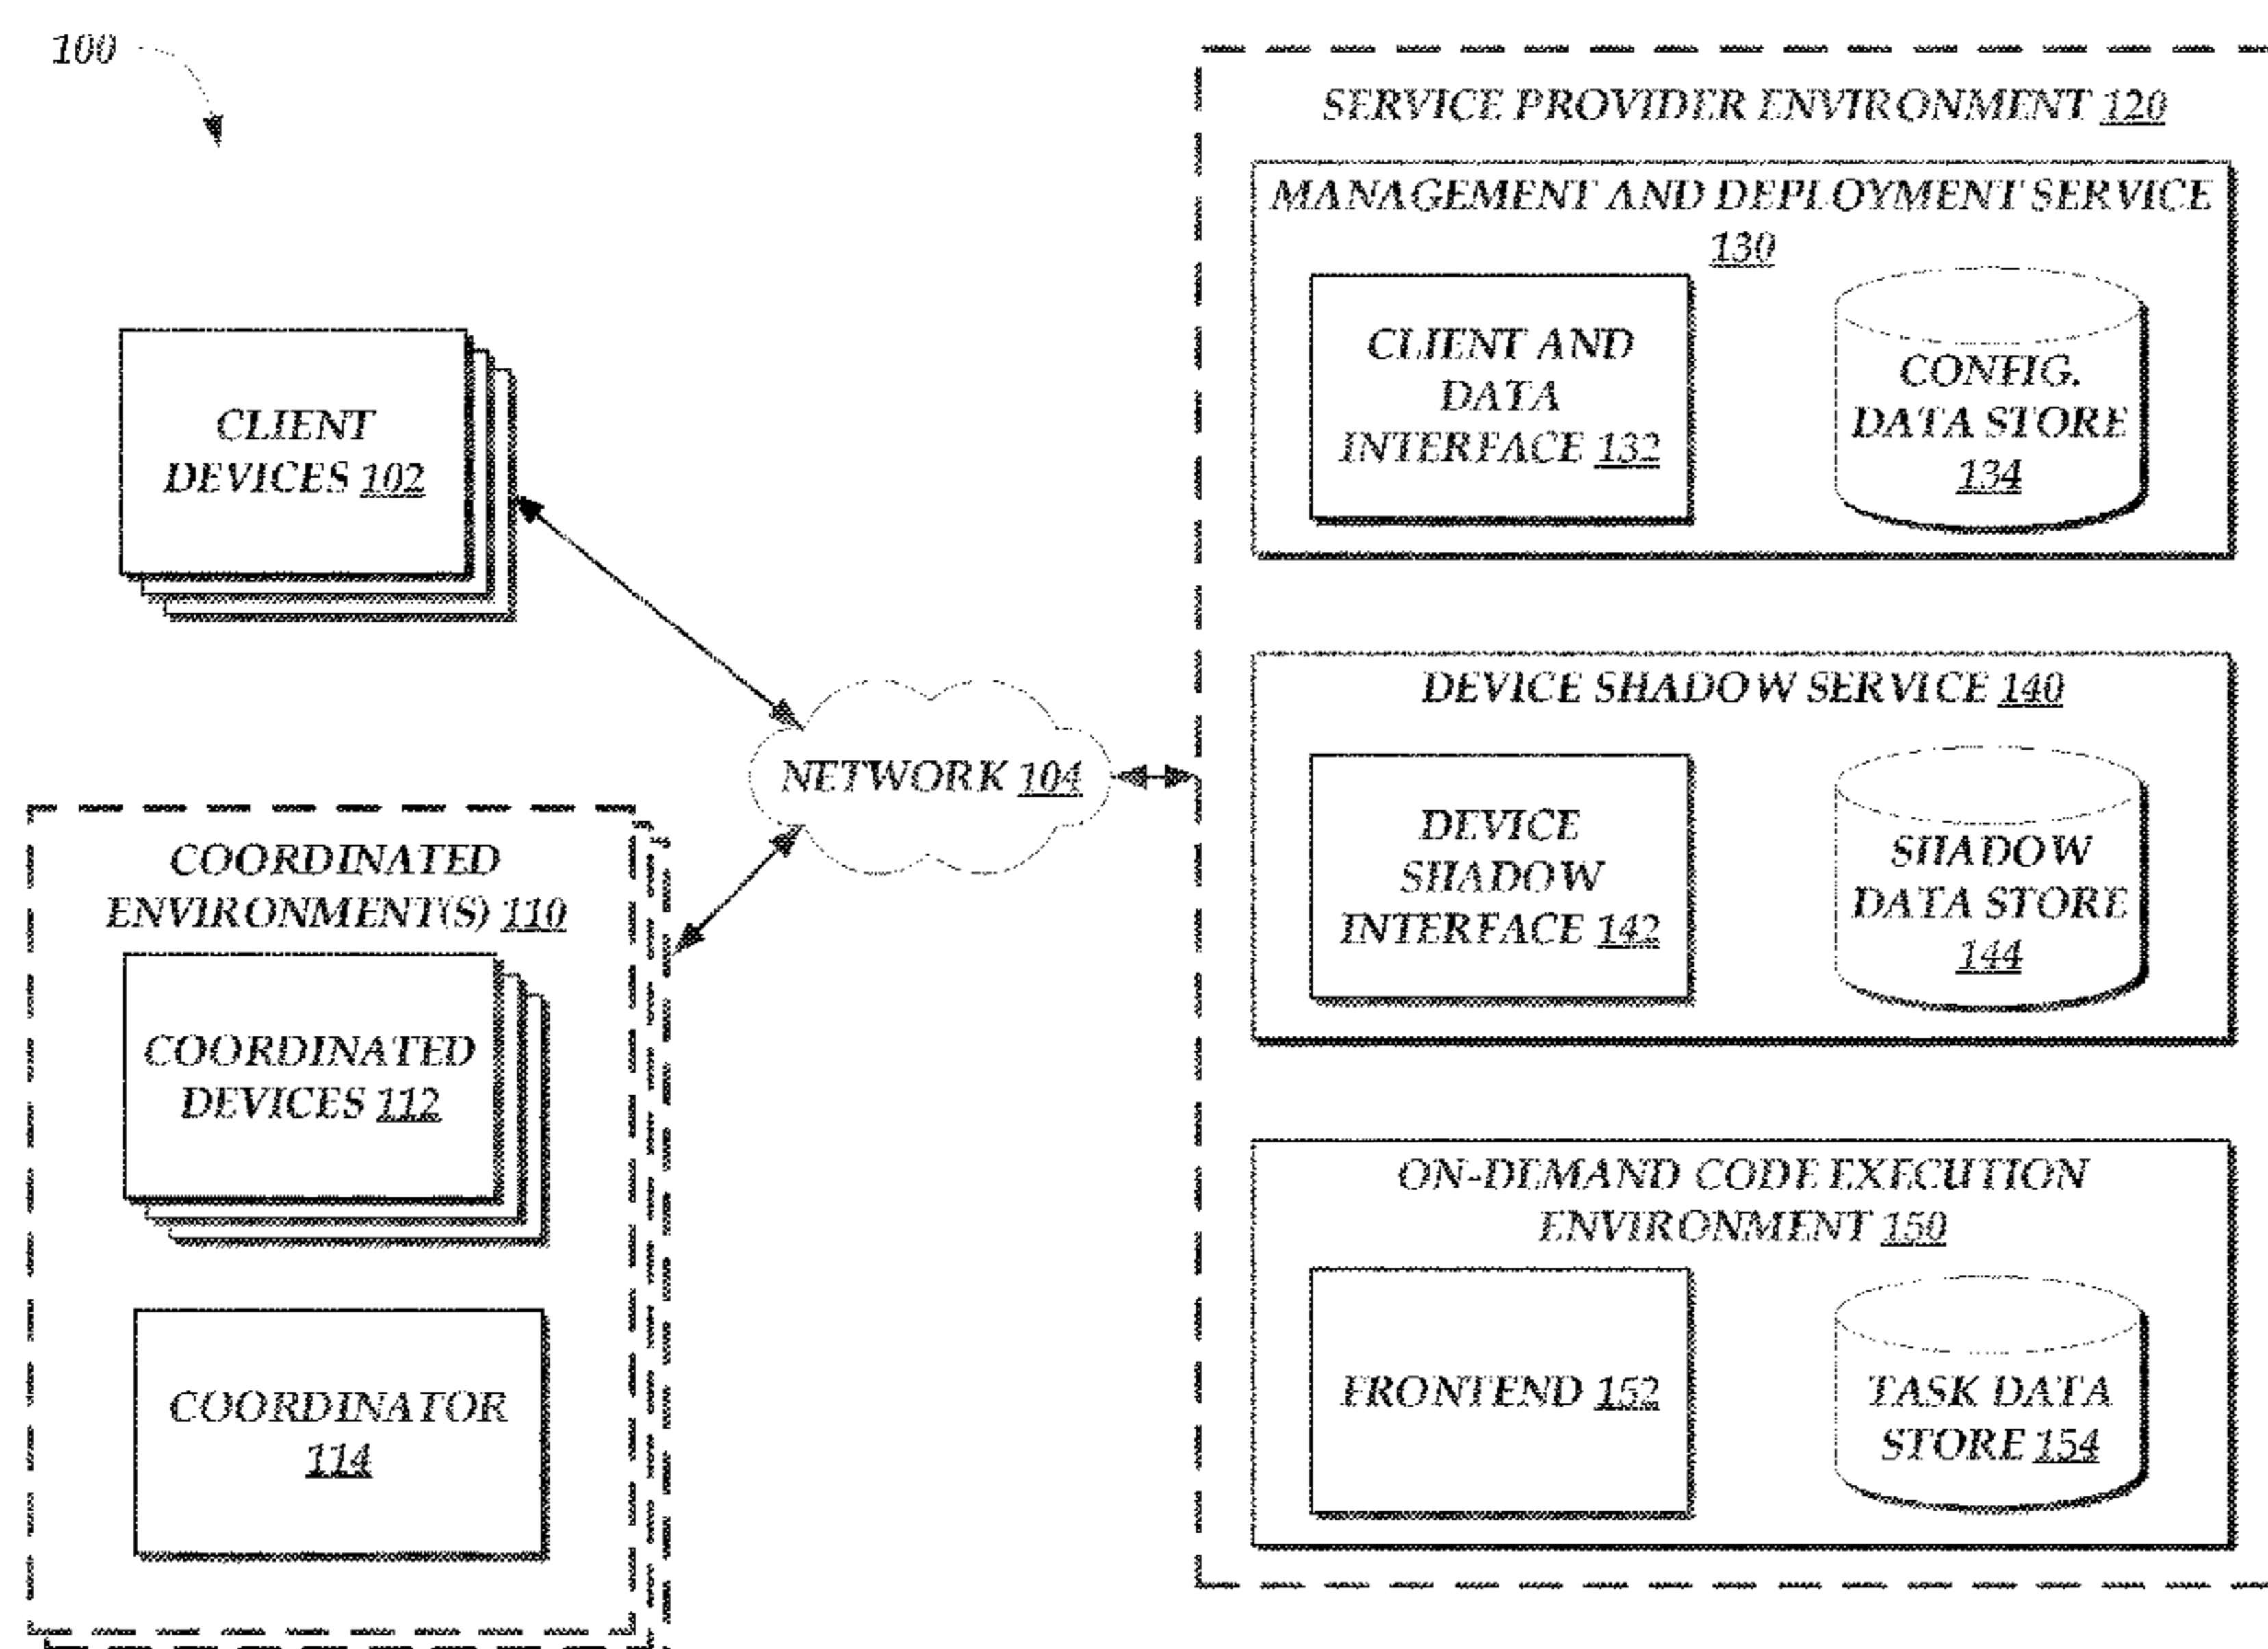 100
SERVICE PROVIDER ENVIRONMENT 120
MANAGEMENT AND DEPLOYMENT SERVICE
130
CLIENT AND
DATA
INTERFACE 132
CONFIG.
DATA STORE
134
CLIENT
DEVICES 102
DEVICE SHADOW SERVICE 140
DEVICE
SHADOW
INTERFACE 142
SHADOW
DATA STORE
144
NETWORK 104
COORDINATED
ENVIRONMENT(S) 110
COORDINATED
DEVICES 112
COORDINATOR
114
ON-DEMAND CODE EXECUTION
ENVIRONMENT 150
FRONTEND 152
TASK DATA
STORE 154